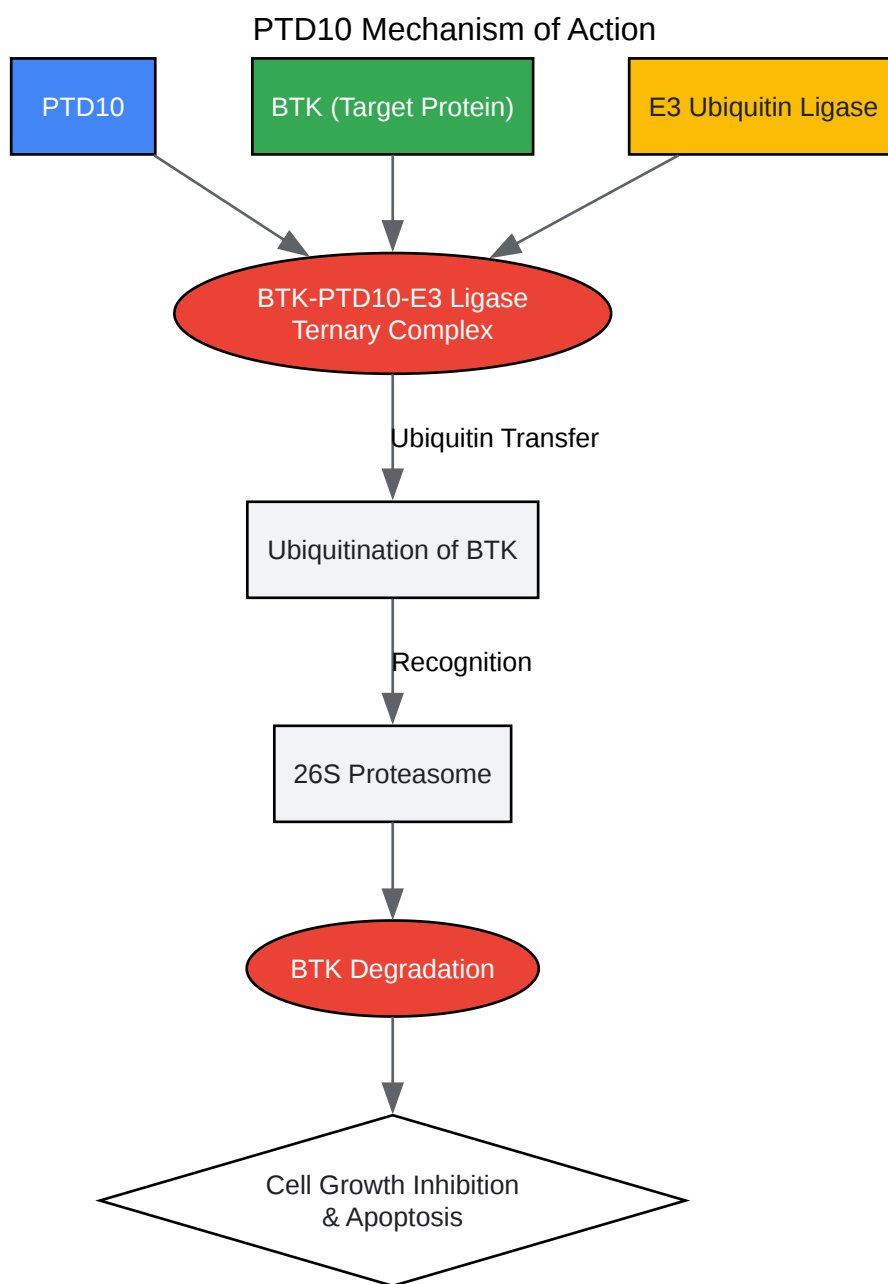 PTD10 Mechanism of Action
PTD10
BTK (Target Protein)
E3 Ubiquitin Ligase
BTK-PTD10-E3 Ligase
Ternary Complex
Ubiquitin Transfer
Ubiquitination of BTK
Recognition
26S Proteasome
BTK Degradation
Cell Growth Inhibition
& Apoptosis